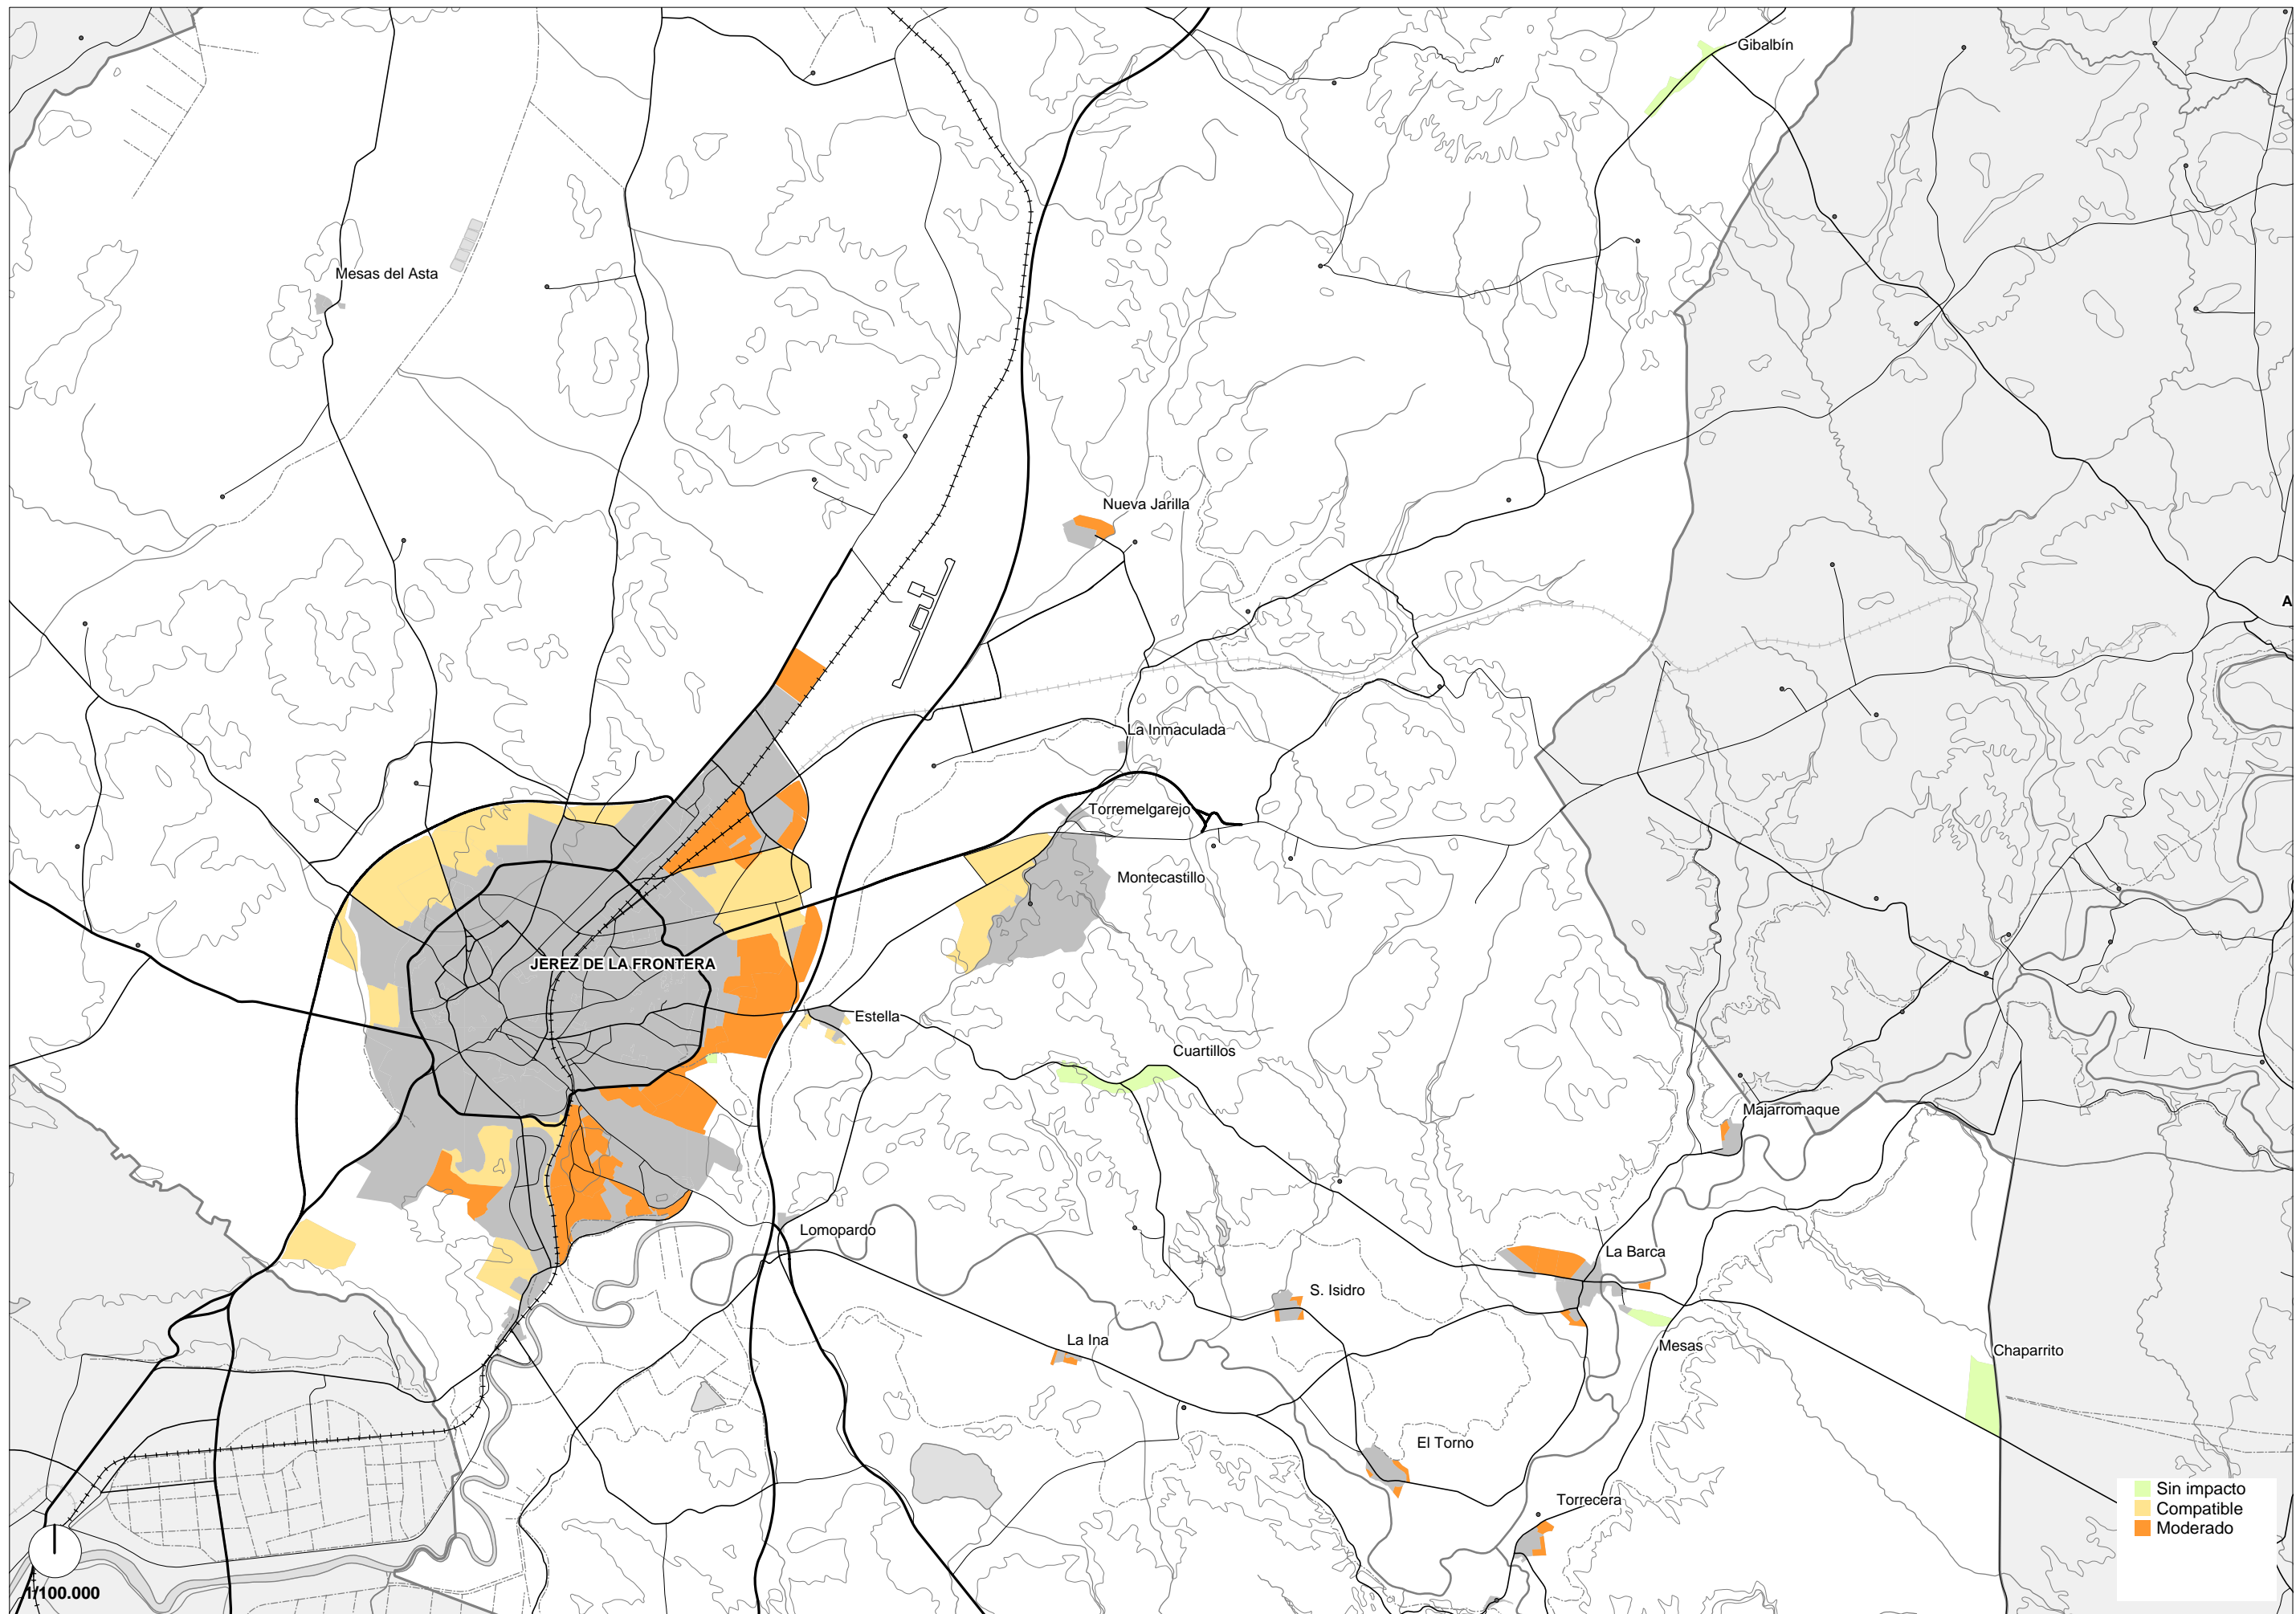 Gibalbín
Mesas del Asta
Nueva Jarilla
A
La Inmaculada
Torremelgarejo
Montecastillo
JEREZ DE LA FRONTERA
Estella
Cuartillos
Majarromaque
Lomopardo
La Barca
S. Isidro
La Ina
Mesas
Chaparrito
El Torno
Torrecera
Sin impacto
Compatible
Moderado
1/100.000